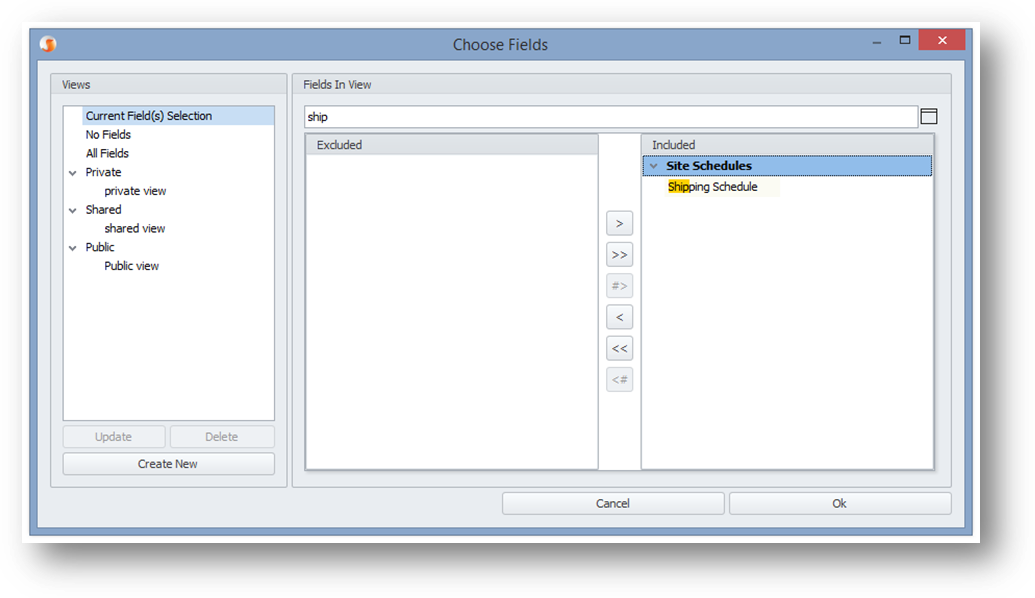 Choose Fields
Views
Current Field(s) Selection
No Fields
All Fields
Private
private view
Shared
shared view
Public
Public view
Update
Delete
Create New
Fields In View
ship
Excluded
>
>>
#>
<
<<
<#
Included
Site Schedules
Shipping Schedule
Cancel
Ok